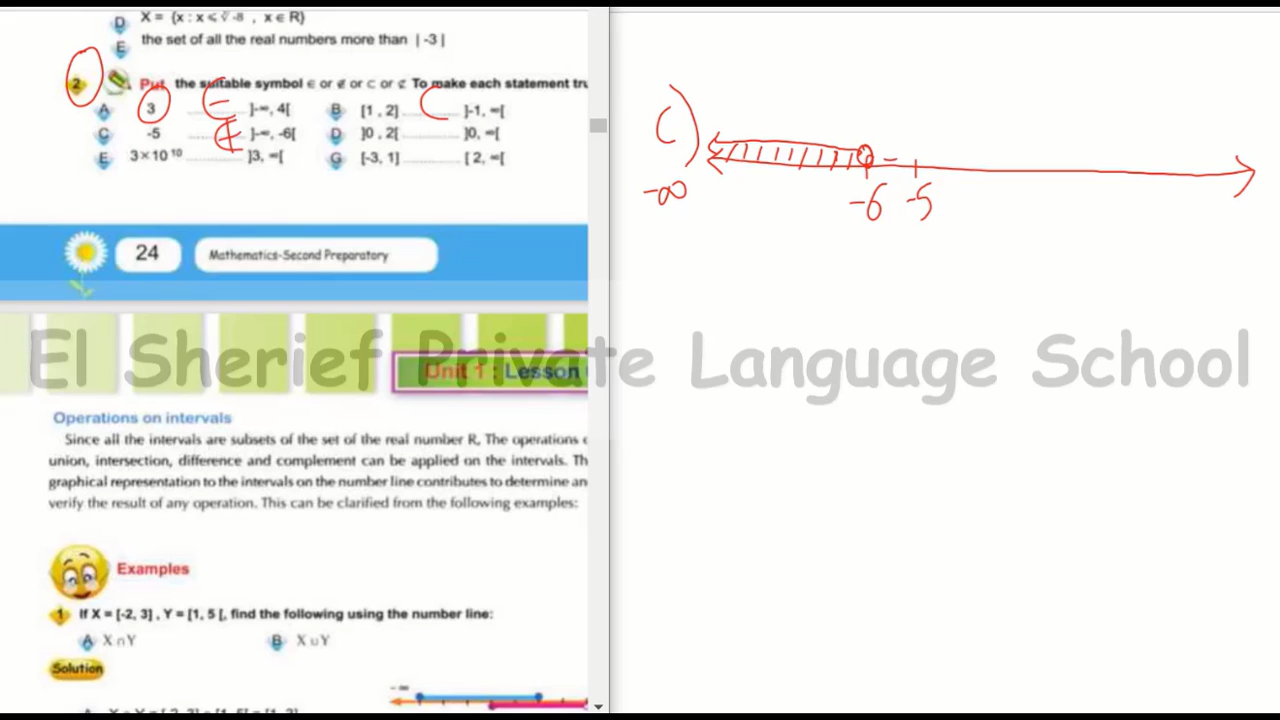 D X = {x : x ⩽ ∛-8 , x ∈ R}
E the set of all the real numbers more than | -3 |
2 Put the suitable symbol ∈ or ∉ or ⊂ or ⊄ To make each statement tru
A 3 ∈ ]-∞, 4[ B [1 , 2] ⊂ ]-1, ∞[
C -5 ∉ ]-∞, -6[ D ]0 , 2[ ............ ]0, ∞[
E 3×10¹⁰ ............ ]3, ∞[ G [-3, 1] ............ [ 2, ∞[
C)
-∞ -6 -5
24 Mathematics-Second Preparatory
El Sherief Private Language School
Unit 1 : Lesson
Operations on intervals
Since all the intervals are subsets of the set of the real number R, The operations
union, intersection, difference and complement can be applied on the intervals. Th
graphical representation to the intervals on the number line contributes to determine an
verify the result of any operation. This can be clarified from the following examples:
Examples
1 If X = [-2, 3] , Y = [1, 5 [, find the following using the number line:
A X ∩ Y B X ∪ Y
Solution
-∞